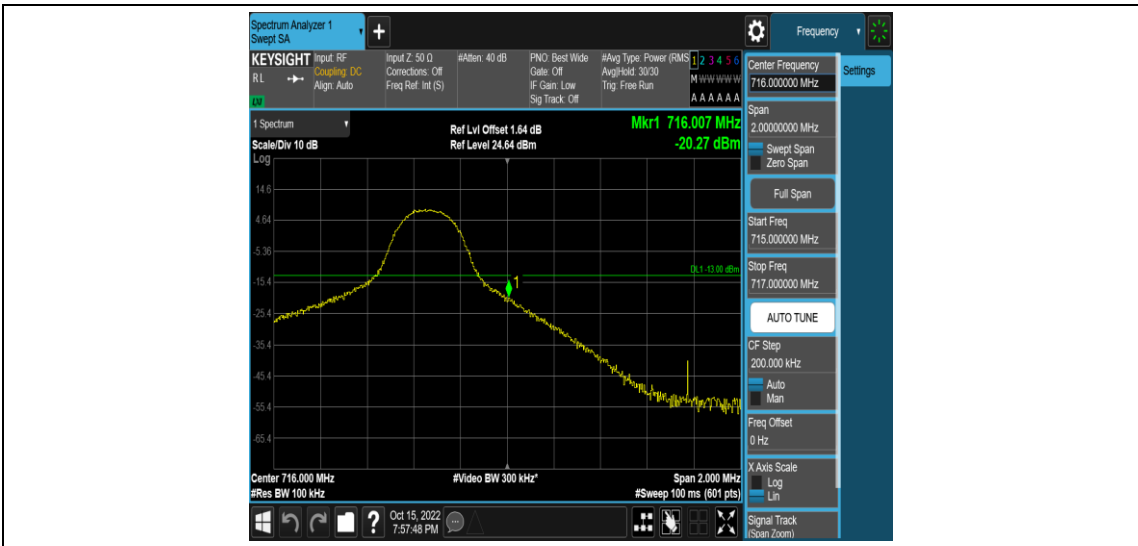 Spectrum Analyzer 1
Swept SA
+
Frequency
KEYSIGHT
RL
LXI
Input: RF
Coupling: DC
Align: Auto
Input Z: 50 Ω
Corrections: Off
Freq Ref: Int (S)
#Atten: 40 dB
PNO: Best Wide
Gate: Off
IF Gain: Low
Sig Track: Off
#Avg Type: Power (RMS
Avg|Hold: 30/30
Trig: Free Run
1 2 3 4 5 6
M W W W W W
A A A A A A
1 Spectrum
Scale/Div 10 dB
Ref Lvl Offset 1.64 dB
Ref Level 24.64 dBm
Mkr1 716.007 MHz
-20.27 dBm
Log
14.6
4.64
-5.36
-15.4
-25.4
-35.4
-45.4
-55.4
-65.4
DL1 -13.00 dBm
1
Center 716.000 MHz
#Res BW 100 kHz
#Video BW 300 kHz*
Span 2.000 MHz
#Sweep 100 ms (601 pts)
?
Oct 15, 2022
7:57:48 PM
Center Frequency
716.000000 MHz
Settings
Span
2.00000000 MHz
Swept Span
Zero Span
Full Span
Start Freq
715.000000 MHz
Stop Freq
717.000000 MHz
AUTO TUNE
CF Step
200.000 kHz
Auto
Man
Freq Offset
0 Hz
X Axis Scale
Log
Lin
Signal Track
(Span Zoom)